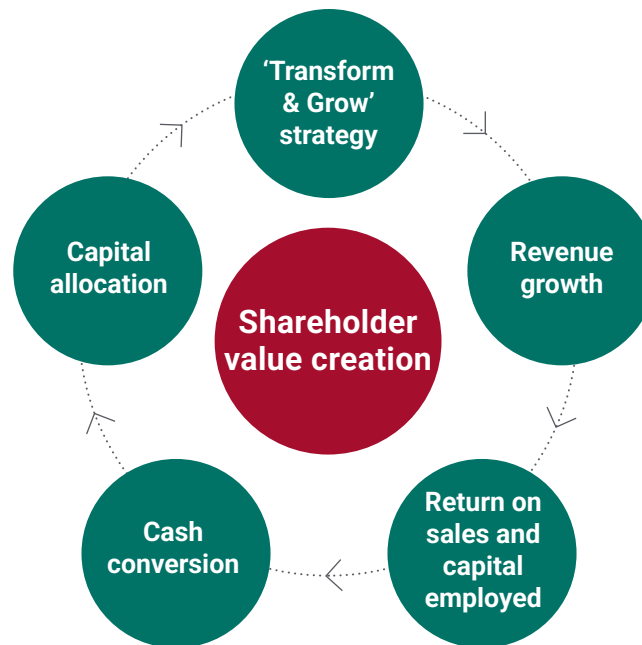 ‘Transform
& Grow’
strategy
Revenue
growth
Return on
sales and
capital
employed
Cash
conversion
Capital
allocation
Shareholder
value creation